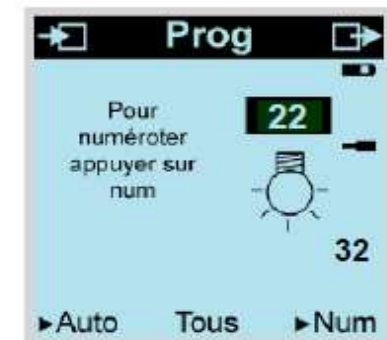 Prog
Pour
numéroter
appuyer sur
num
22
32
Auto Tous Num